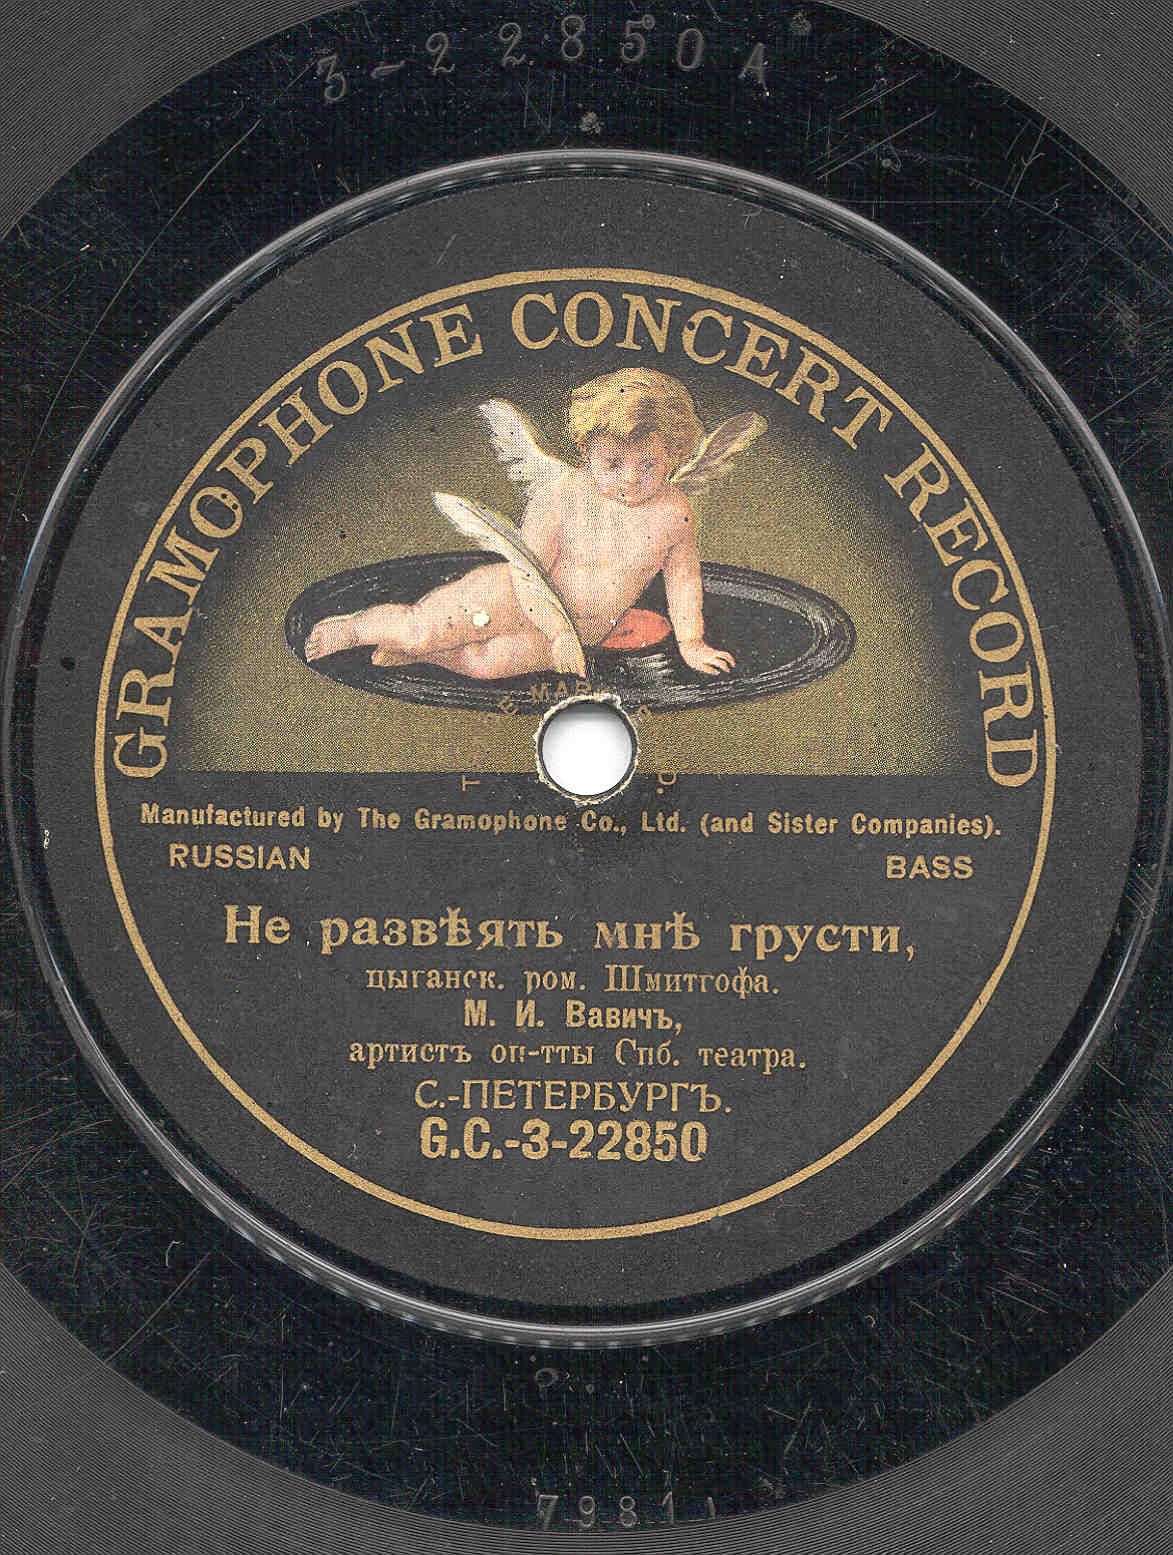 3-22850 A
GRAMOPHONE CONCERT RECORD
MARK
Manufactured by The Gramophone Co., Ltd. (and Sister Companies).
RUSSIAN BASS
Не развѣять мнѣ грусти,
цыганск. ром. Шмитгофа.
М. И. Вавичъ,
артистъ оп-тты Спб. театра.
С.-ПЕТЕРБУРГЪ.
G.C.-3-22850
7981